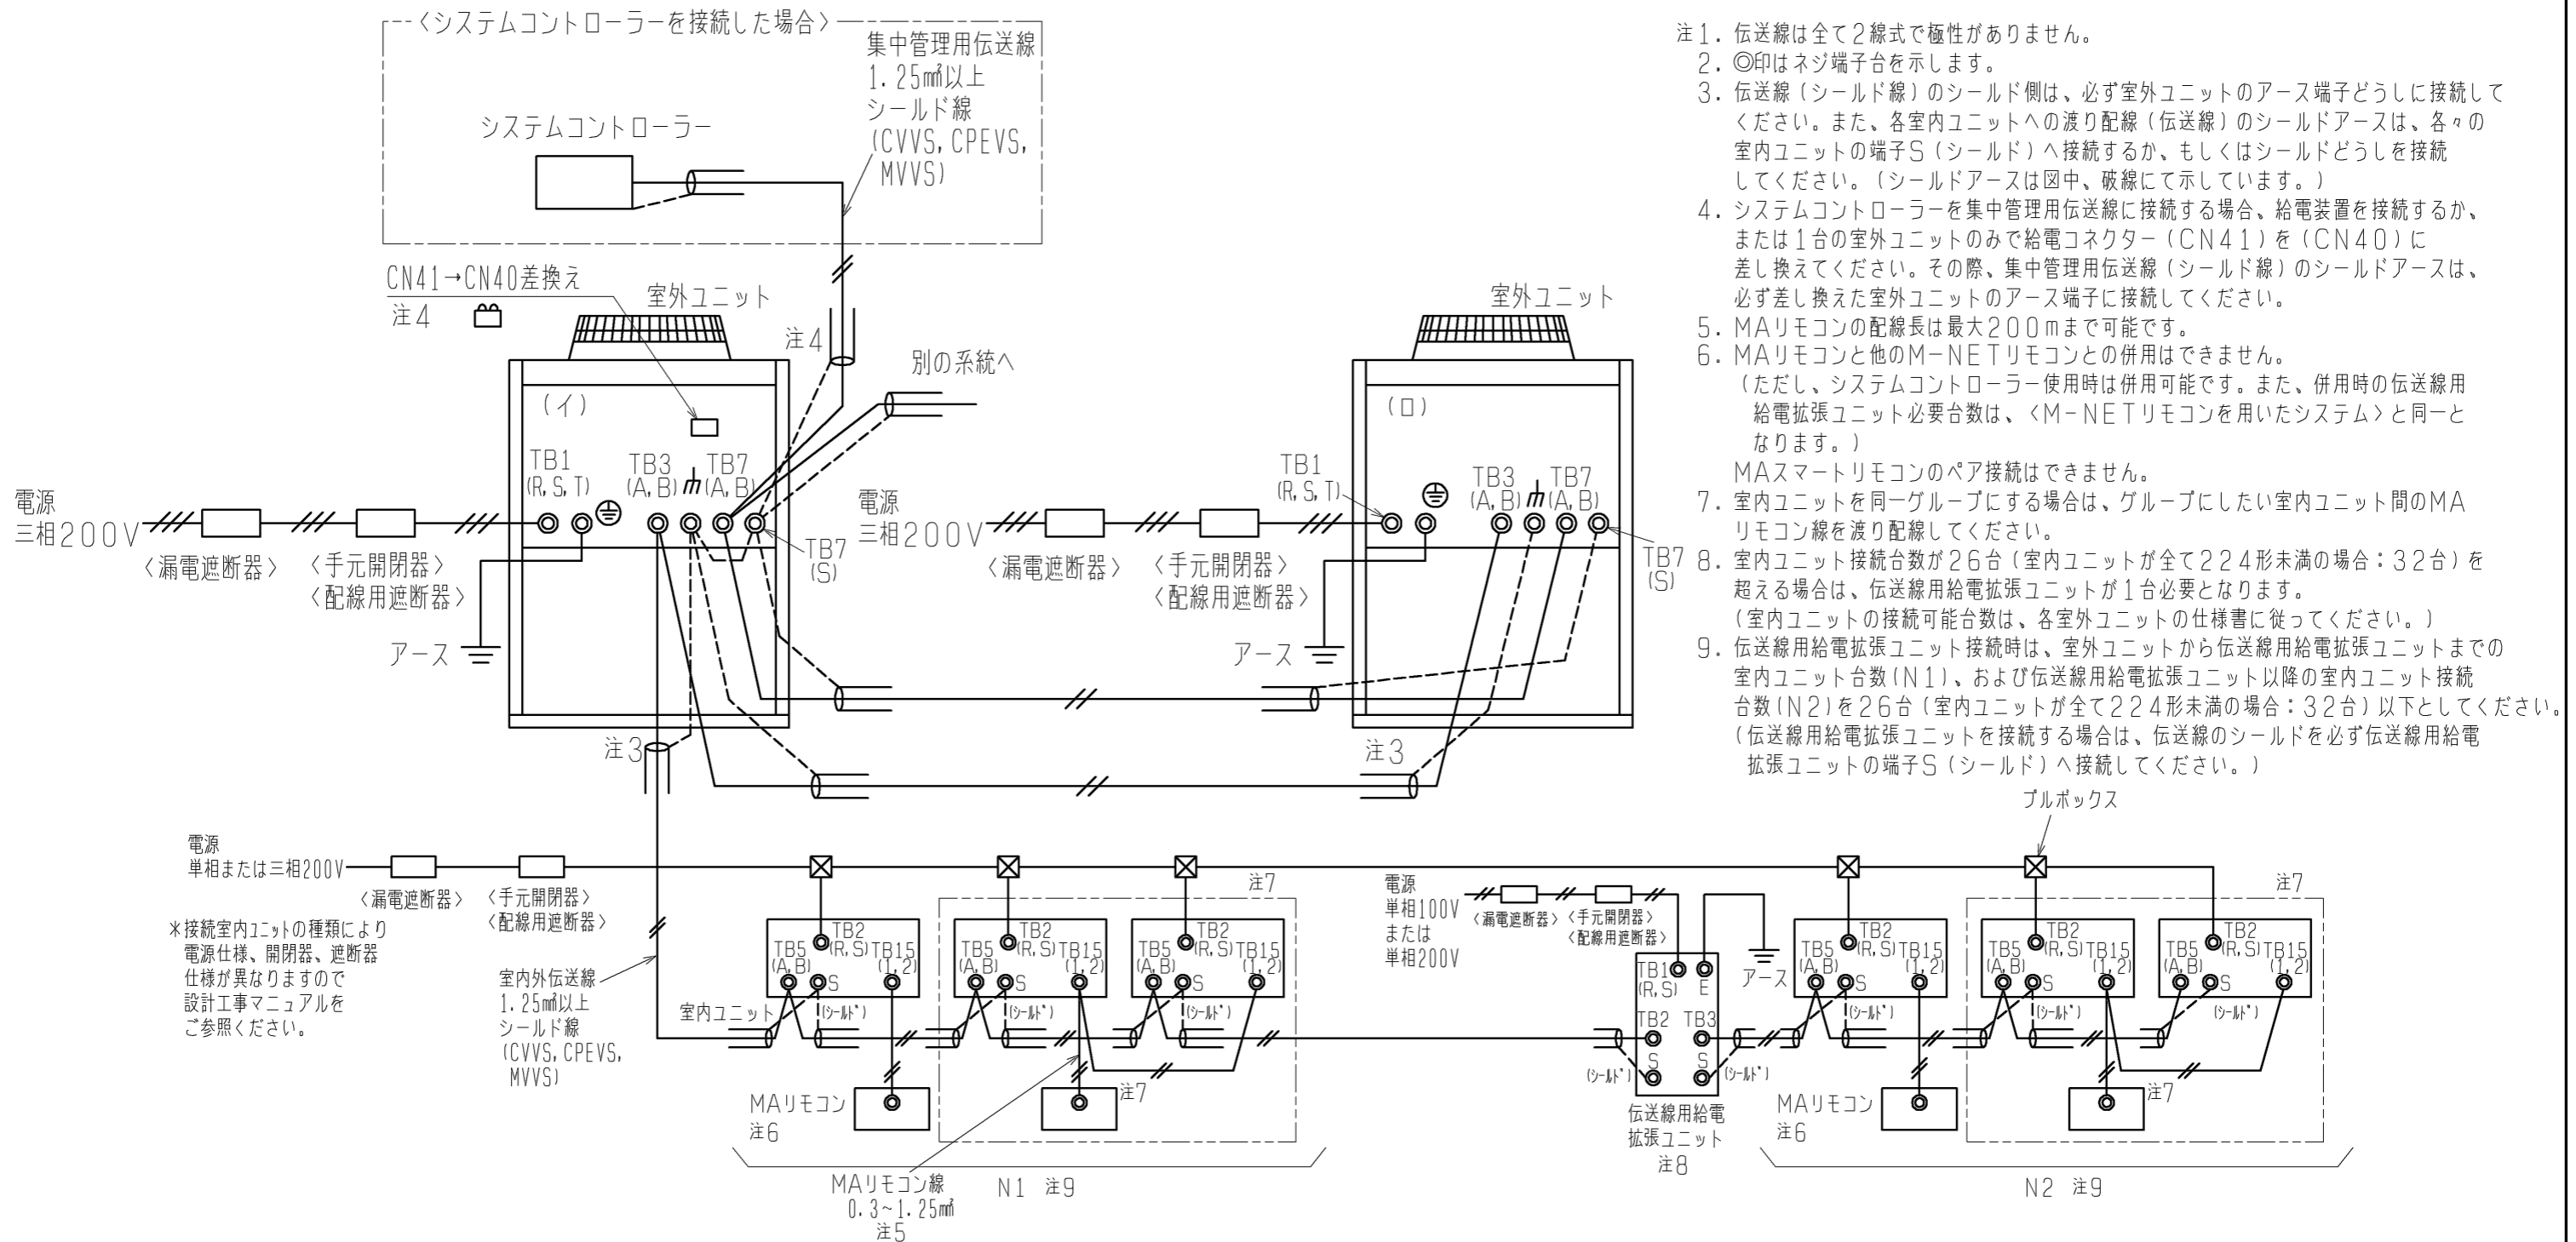 〈システムコントローラーを接続した場合〉
集中管理用伝送線
1.25㎟以上
シールド線
(CVVS, CPEVS,
MVVS)
システムコントローラー
CN41→CN40差換え
注4
室外ユニット
注4
別の系統へ
(イ)
TB1
(R, S, T)
TB3
(A, B)
TB7
(A, B)
TB7
(S)
電源
三相200V
〈漏電遮断器〉
〈手元開閉器〉
〈配線用遮断器〉
アース
注3
室外ユニット
(ロ)
TB1
(R, S, T)
TB3
(A, B)
TB7
(A, B)
TB7
(S)
電源
三相200V
〈漏電遮断器〉
〈手元開閉器〉
〈配線用遮断器〉
アース
注3
注1. 伝送線は全て2線式で極性がありません。
2. ◎印はネジ端子台を示します。
3. 伝送線(シールド線)のシールド側は、必ず室外ユニットのアース端子どうしに接続して
ください。また、各室内ユニットへの渡り配線(伝送線)のシールドアースは、各々の
室内ユニットの端子S(シールド)へ接続するか、もしくはシールドどうしを接続
してください。(シールドアースは図中、破線にて示しています。)
4. システムコントローラーを集中管理用伝送線に接続する場合、給電装置を接続するか、
または1台の室外ユニットのみで給電コネクター(CN41)を(CN40)に
差し換えてください。その際、集中管理用伝送線(シールド線)のシールドアースは、
必ず差し換えた室外ユニットのアース端子に接続してください。
5. MAリモコンの配線長は最大200mまで可能です。
6. MAリモコンと他のM-NETリモコンとの併用はできません。
(ただし、システムコントローラー使用時は併用可能です。また、併用時の伝送線用
給電拡張ユニット必要台数は、〈M-NETリモコンを用いたシステム〉と同一と
なります。)
MAスマートリモコンのペア接続はできません。
7. 室内ユニットを同一グループにする場合は、グループにしたい室内ユニット間のMA
リモコン線を渡り配線してください。
8. 室内ユニット接続台数が26台(室内ユニットが全て224形未満の場合:32台)を
超える場合は、伝送線用給電拡張ユニットが1台必要となります。
(室内ユニットの接続可能台数は、各室外ユニットの仕様書に従ってください。)
9. 伝送線用給電拡張ユニット接続時は、室外ユニットから伝送線用給電拡張ユニットまでの
室内ユニット台数(N1)、および伝送線用給電拡張ユニット以降の室内ユニット接続
台数(N2)を26台(室内ユニットが全て224形未満の場合:32台)以下としてください。
(伝送線用給電拡張ユニットを接続する場合は、伝送線のシールドを必ず伝送線用給電
拡張ユニットの端子S(シールド)へ接続してください。)
プルボックス
電源
単相または三相200V
〈漏電遮断器〉
〈手元開閉器〉
〈配線用遮断器〉
*接続室内ユニットの種類により
電源仕様、開閉器、遮断器
仕様が異なりますので
設計工事マニュアルを
ご参照ください。
室内外伝送線
1.25㎟以上
シールド線
(CVVS, CPEVS,
MVVS)
室内ユニット
TB5
(A, B)
TB2
(R, S)
TB15
(1, 2)
S
(シールド)
MAリモコン
注6
注7
TB5
(A, B)
TB2
(R, S)
TB15
(1, 2)
S
(シールド)
TB5
(A, B)
TB2
(R, S)
TB15
(1, 2)
S
(シールド)
注7
MAリモコン線
0.3~1.25㎟
注5
N1 注9
電源
単相100V
または
単相200V
〈漏電遮断器〉
〈手元開閉器〉
〈配線用遮断器〉
アース
TB1
(R, S)
E
TB2
TB3
S
S
(シールド)
(シールド)
伝送線用給電
拡張ユニット
注8
TB5
(A, B)
TB2
(R, S)
TB15
(1, 2)
S
(シールド)
MAリモコン
注6
注7
TB5
(A, B)
TB2
(R, S)
TB15
(1, 2)
S
(シールド)
TB5
(A, B)
TB2
(R, S)
TB15
(1, 2)
S
(シールド)
注7
N2 注9